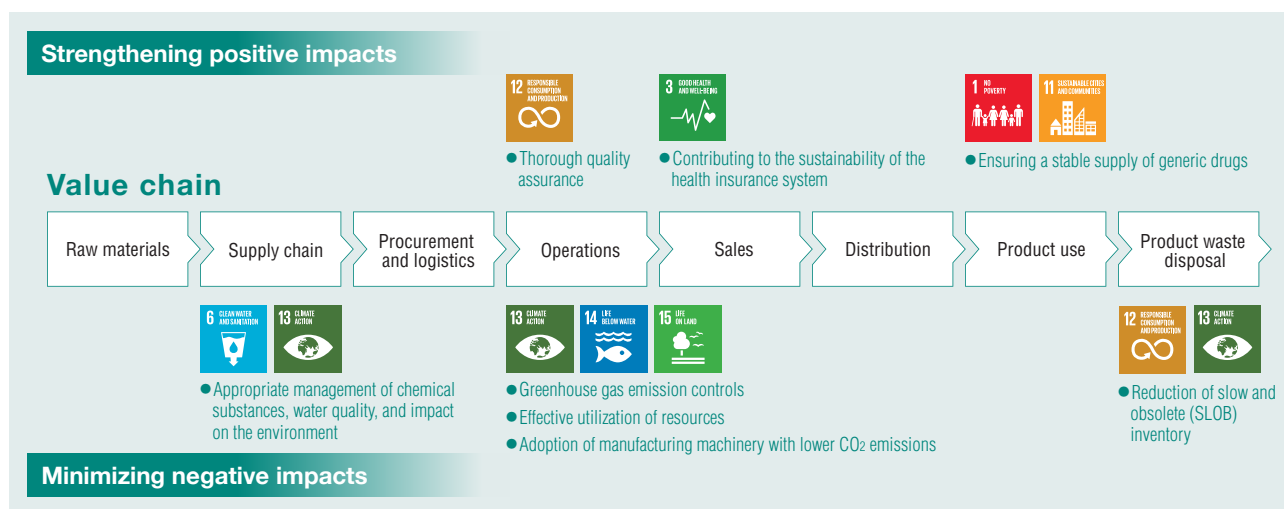 Strengthening positive impacts
12 RESPONSIBLE
CONSUMPTION
AND PRODUCTION
3 GOOD HEALTH
AND WELL-BEING
1 NO
POVERTY
11 SUSTAINABLE CITIES
AND COMMUNITIES
●Thorough quality
assurance
●Contributing to the sustainability of the
health insurance system
●Ensuring a stable supply of generic drugs
Value chain
Raw materials
Supply chain
Procurement
and logistics
Operations
Sales
Distribution
Product use
Product waste
disposal
6 CLEAN WATER
AND SANITATION
13 CLIMATE
ACTION
13 CLIMATE
ACTION
14 LIFE
BELOW WATER
15 LIFE
ON LAND
12 RESPONSIBLE
CONSUMPTION
AND PRODUCTION
13 CLIMATE
ACTION
●Appropriate management of chemical
substances, water quality, and impact
on the environment
●Greenhouse gas emission controls
●Effective utilization of resources
●Adoption of manufacturing machinery with lower CO2 emissions
●Reduction of slow and
obsolete (SLOB)
inventory
Minimizing negative impacts